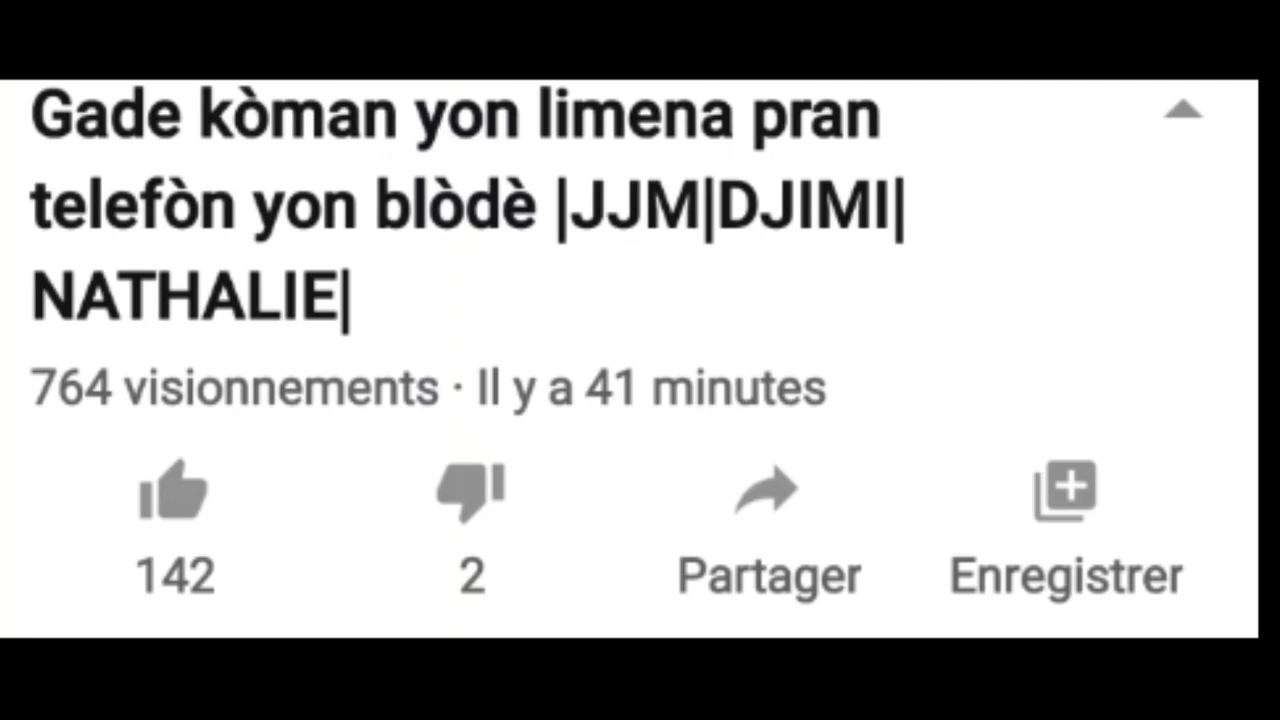 Gade kòman yon limena pran
telefòn yon blòdè |JJM|DJIMI|
NATHALIE|
764 visionnements · Il y a 41 minutes
142 2 Partager Enregistrer